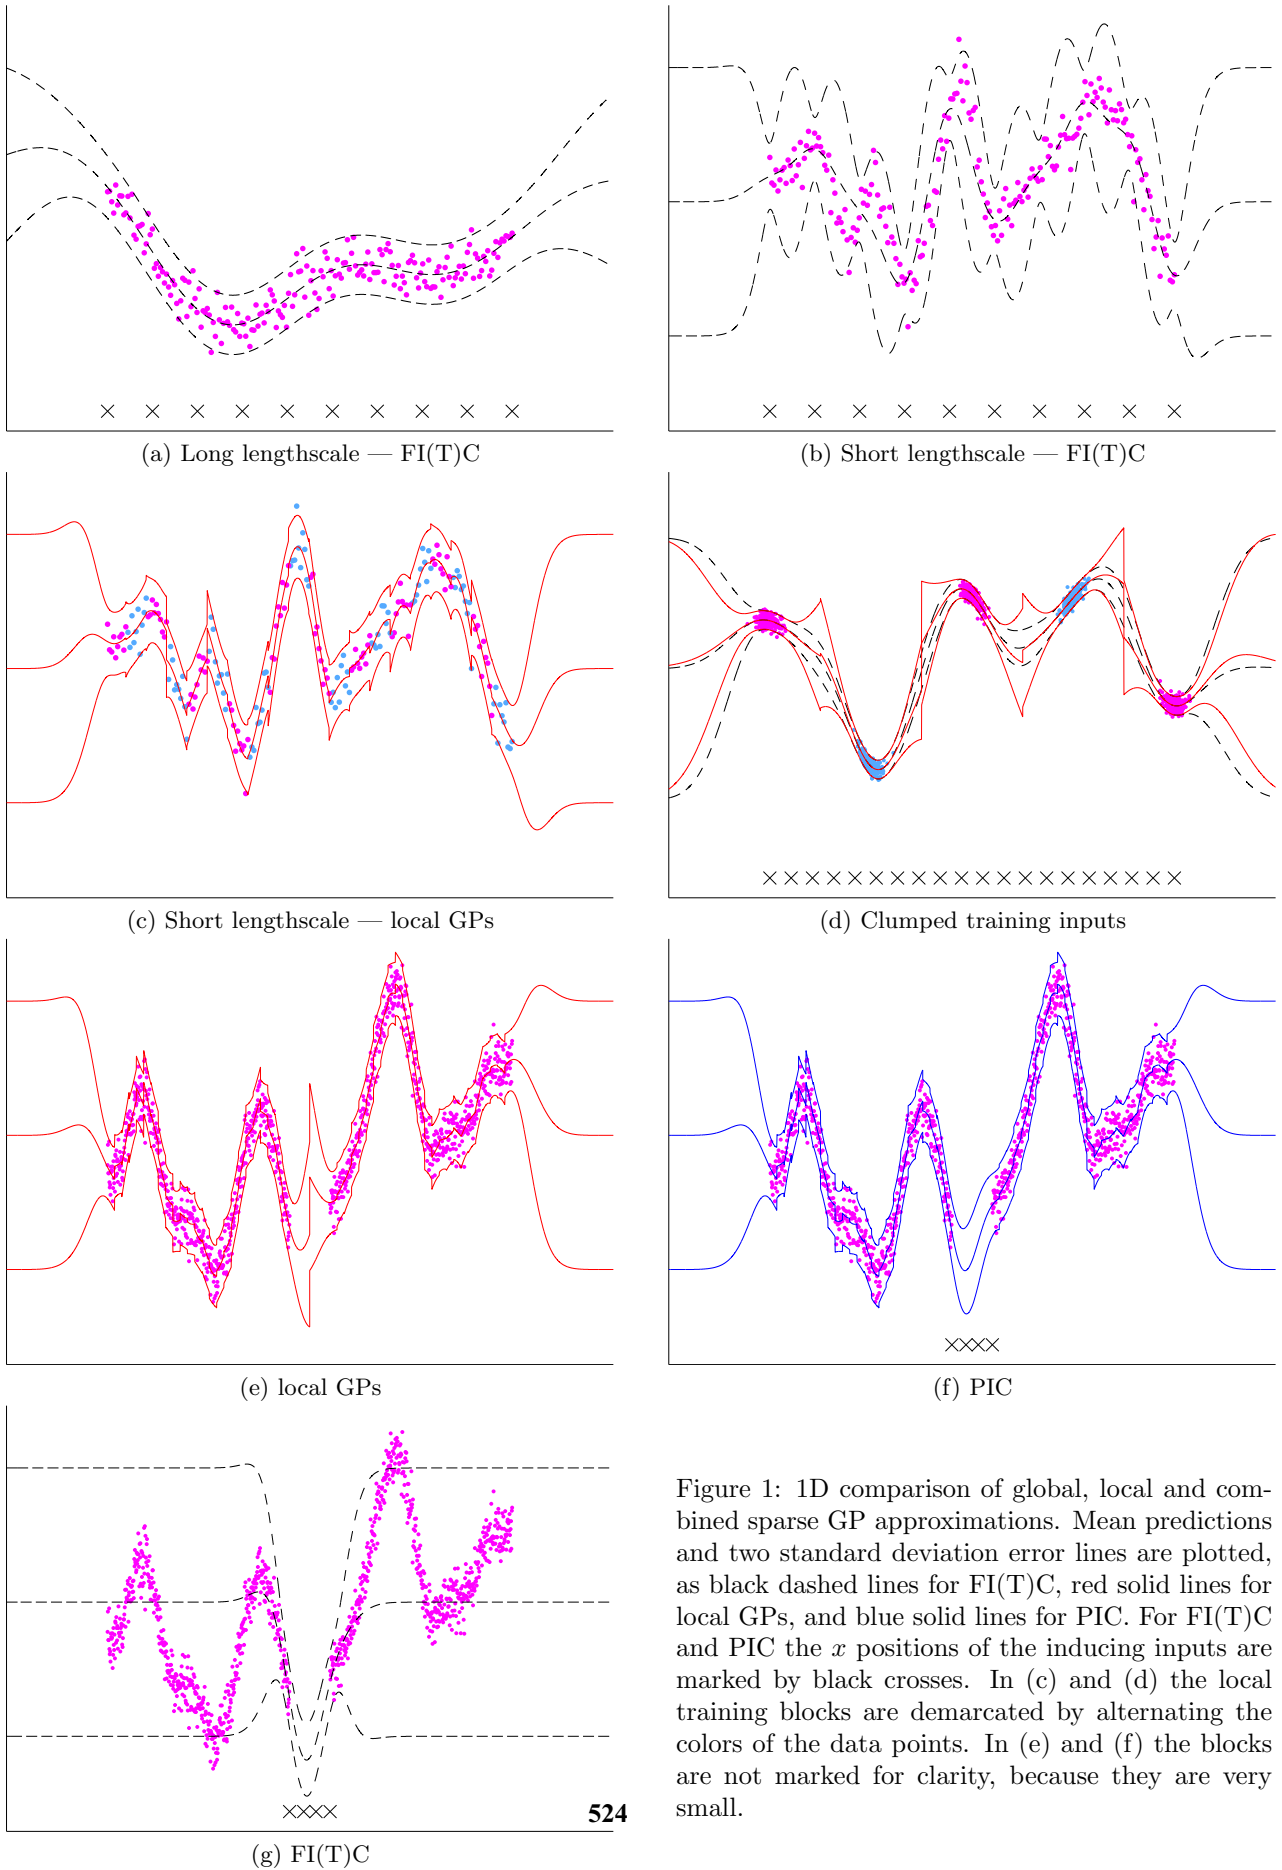 (a) Long lengthscale — FI(T)C
(b) Short lengthscale — FI(T)C
(c) Short lengthscale — local GPs
(d) Clumped training inputs
(e) local GPs
(f) PIC
(g) FI(T)C
Figure 1: 1D comparison of global, local and com-
bined sparse GP approximations. Mean predictions
and two standard deviation error lines are plotted,
as black dashed lines for FI(T)C, red solid lines for
local GPs, and blue solid lines for PIC. For FI(T)C
and PIC the x positions of the inducing inputs are
marked by black crosses. In (c) and (d) the local
training blocks are demarcated by alternating the
colors of the data points. In (e) and (f) the blocks
are not marked for clarity, because they are very
small.
524